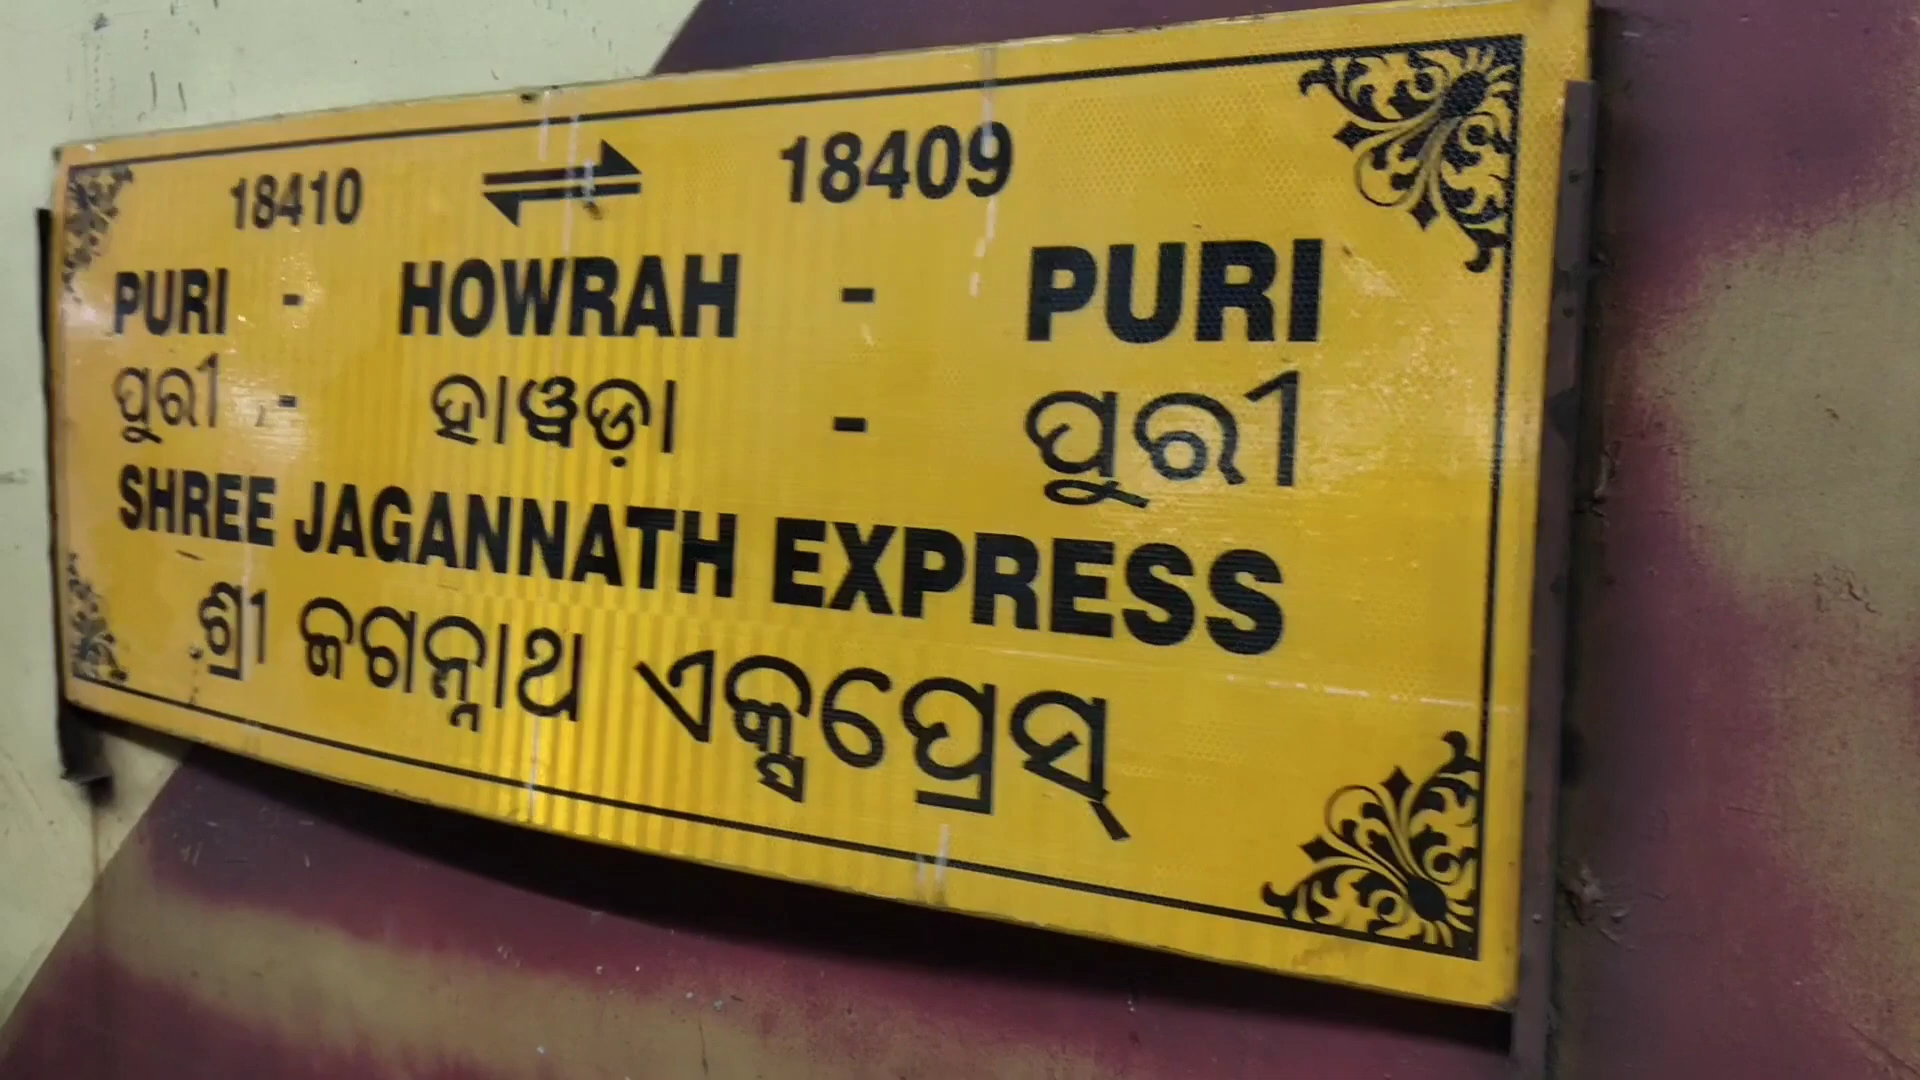 18410 ⇌ 18409
PURI - HOWRAH - PURI
ପୁରୀ - ହାୱଡ଼ା - ପୁରୀ
SHREE JAGANNATH EXPRESS
ଶ୍ରୀ ଜଗନ୍ନାଥ ଏକ୍ସପ୍ରେସ୍